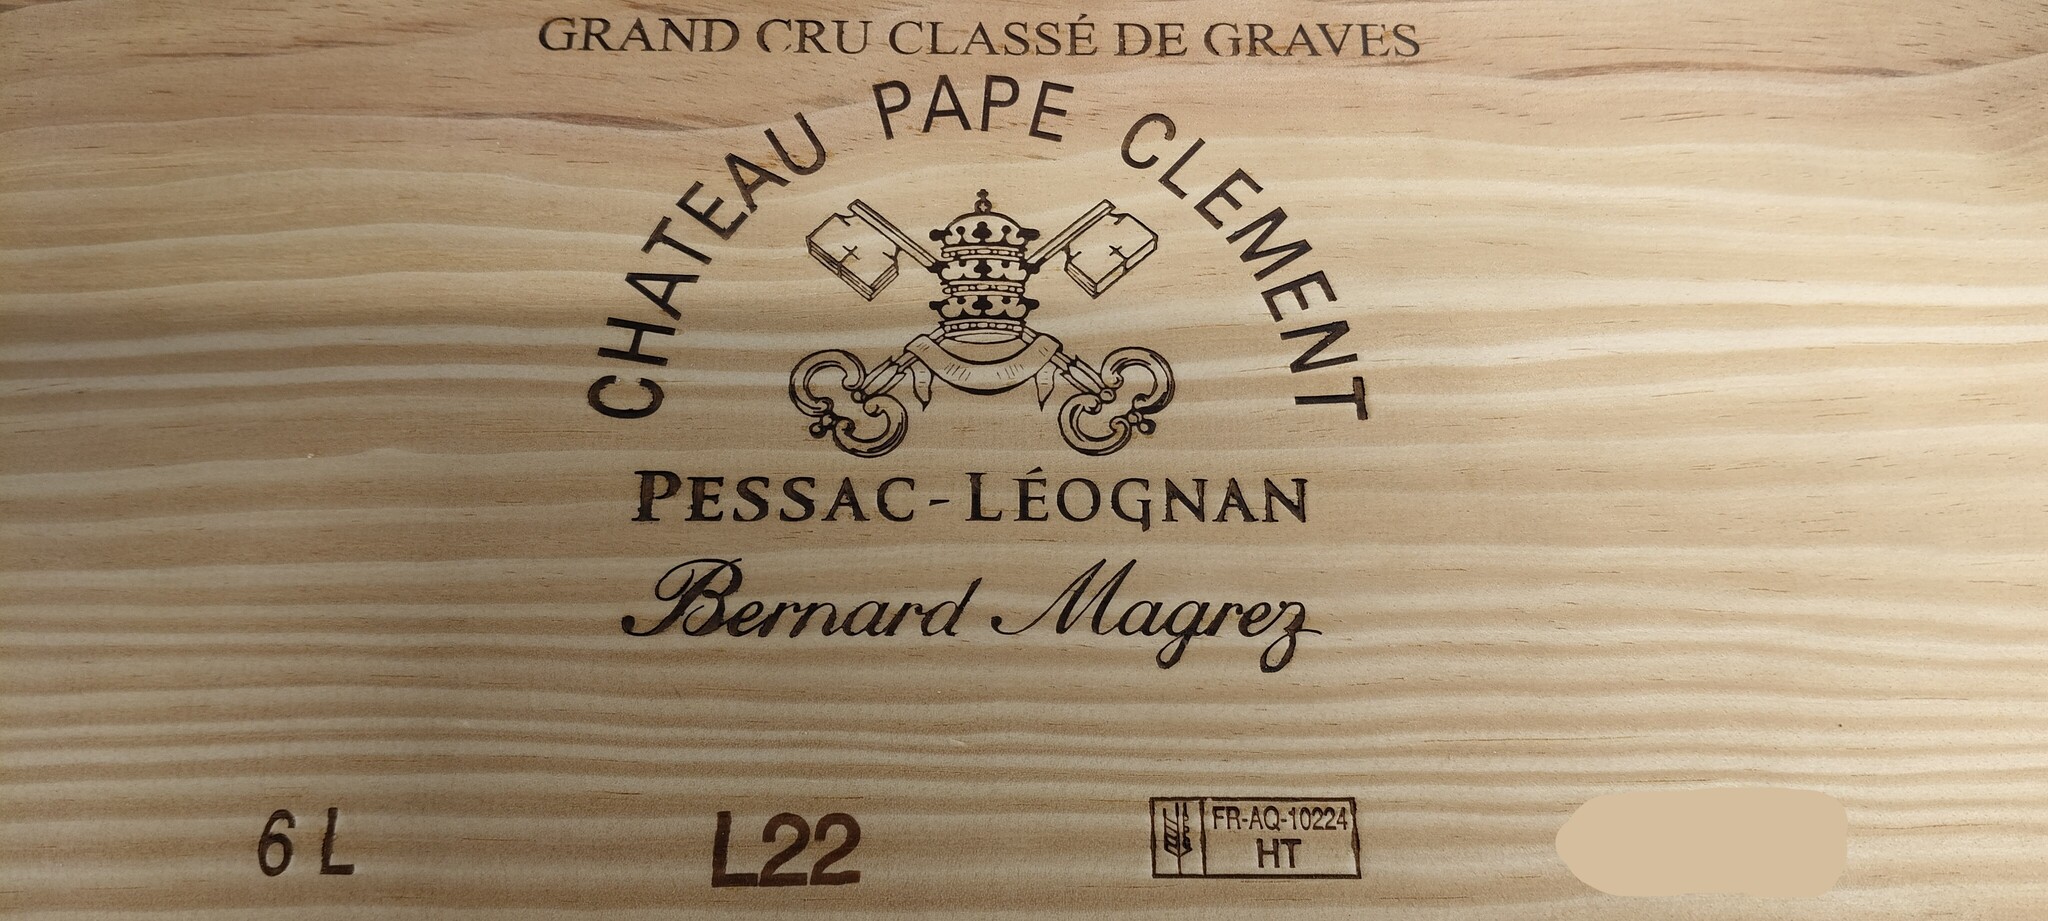 GRAND CRU CLASSÉ DE GRAVES
CHATEAU PAPE CLEMENT
PESSAC-LÉOGNAN
Bernard Magrez
6 L
L22
FR-AQ-10224
HT